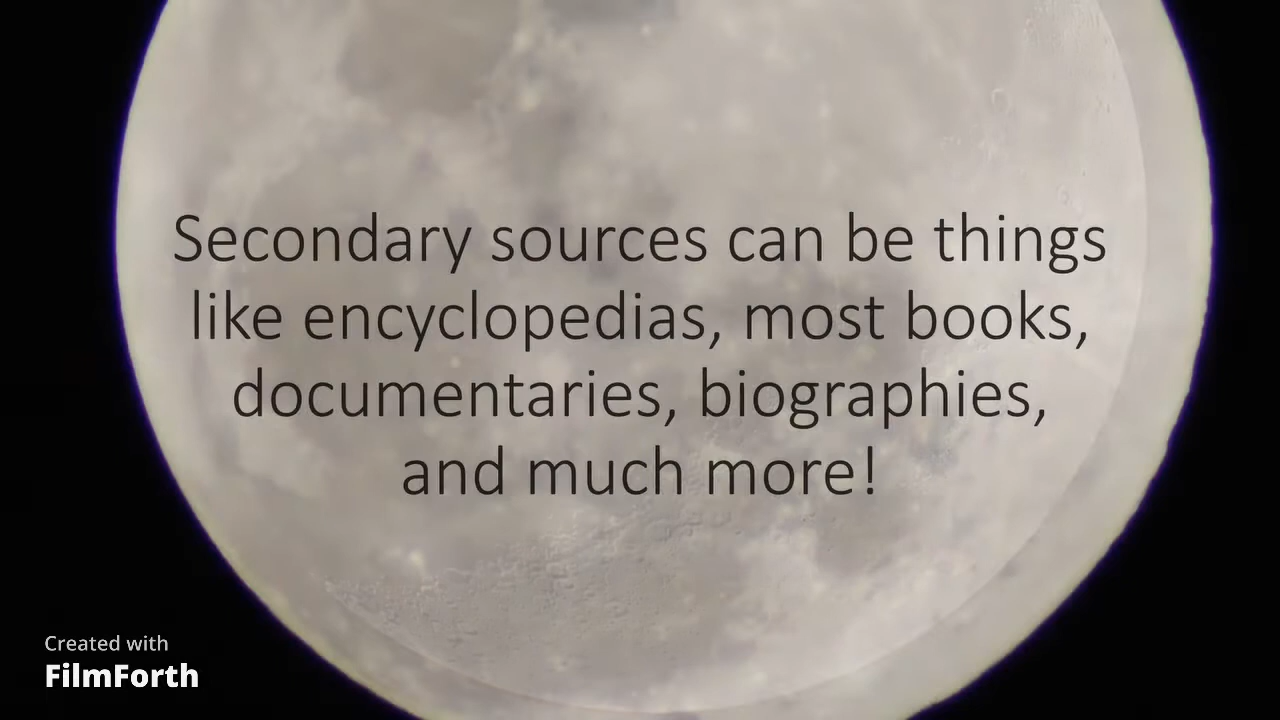 Secondary sources can be things
like encyclopedias, most books,
documentaries, biographies,
and much more!
Created with
FilmForth